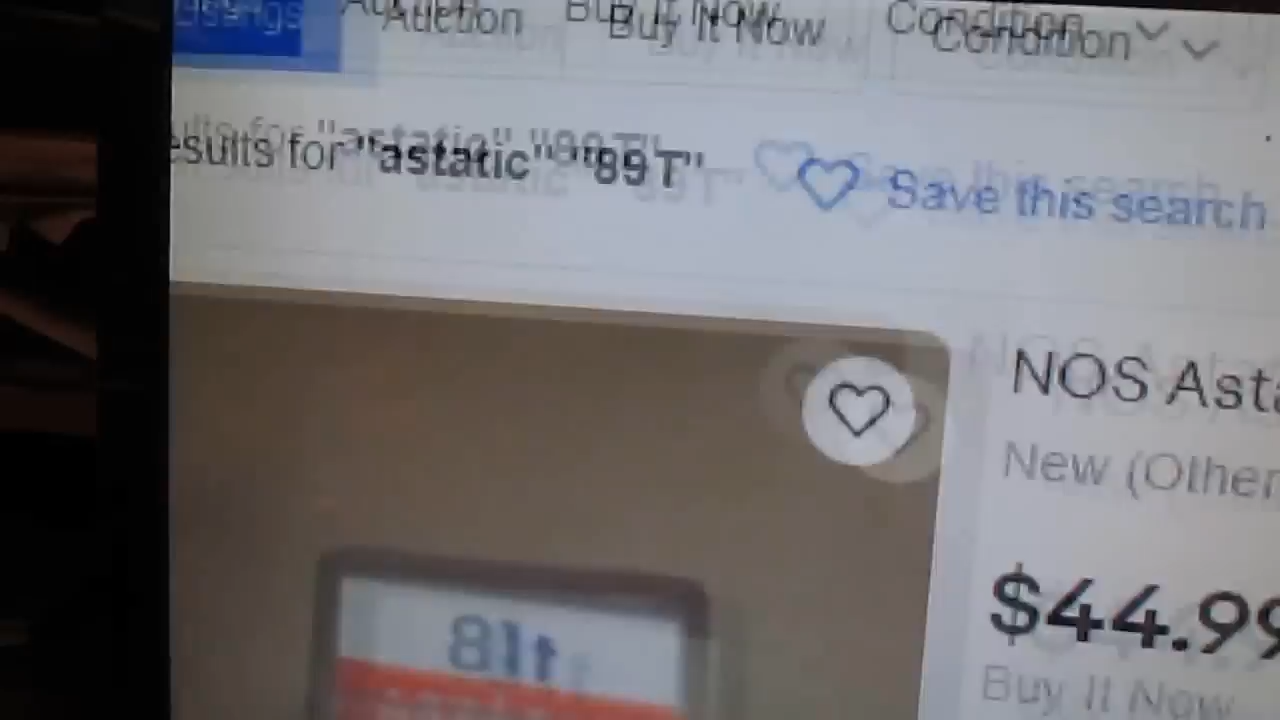 Auction Buy It Now Condition
esults for "astatic" "89T" Save this search
NOS Asta
New (Other
$44.99
Buy It Now
81t